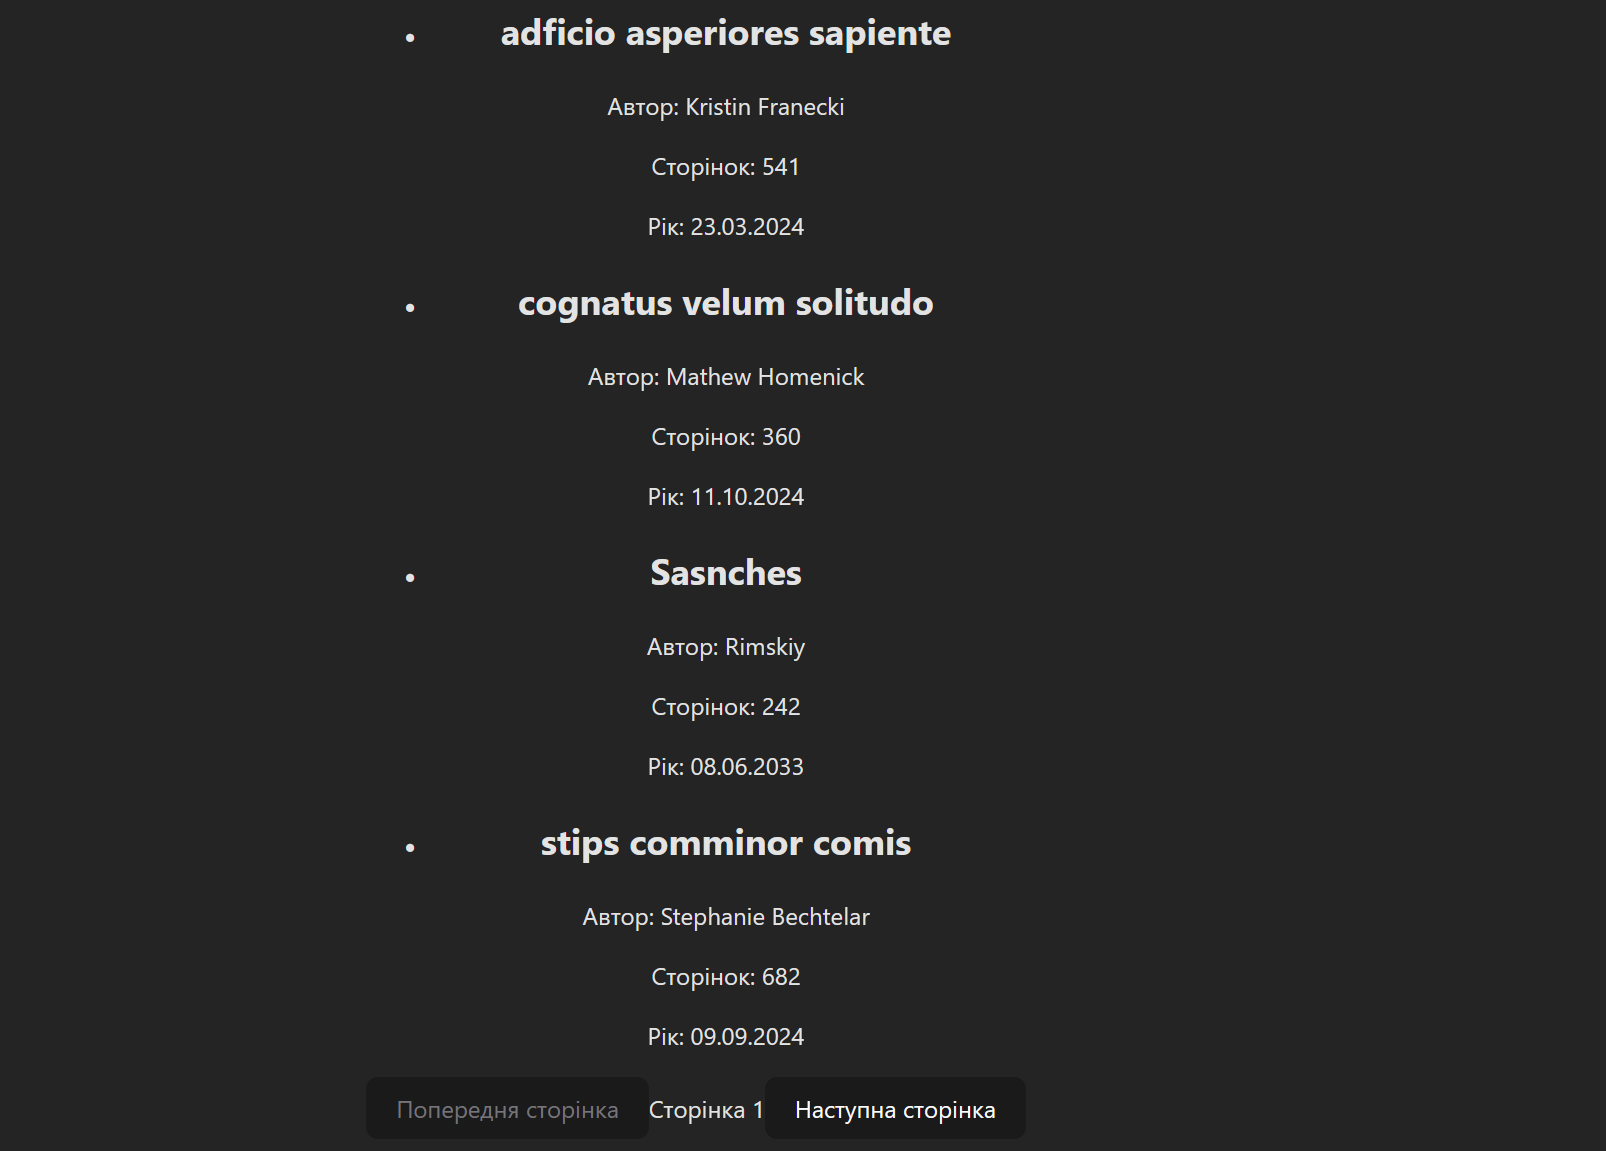 adficio asperiores sapiente
Автор: Kristin Franecki
Сторінок: 541
Рік: 23.03.2024
cognatus velum solitudo
Автор: Mathew Homenick
Сторінок: 360
Рік: 11.10.2024
Sasnches
Автор: Rimskiy
Сторінок: 242
Рік: 08.06.2033
stips comminor comis
Автор: Stephanie Bechtelar
Сторінок: 682
Рік: 09.09.2024
Попередня сторінка Сторінка 1 Наступна сторінка